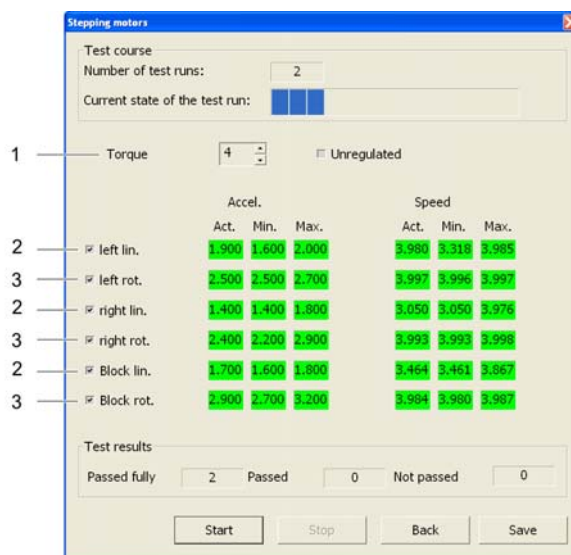 Stepping motors
Test course
Number of test runs: 2
Current state of the test run:
1 Torque 4 Unregulated
Accel. Speed
Act. Min. Max. Act. Min. Max.
2 left lin. 1.900 1.600 2.000 3.980 3.318 3.985
3 left rot. 2.500 2.500 2.700 3.997 3.996 3.997
2 right lin. 1.400 1.400 1.800 3.050 3.050 3.976
3 right rot. 2.400 2.200 2.900 3.993 3.993 3.998
2 Block lin. 1.700 1.600 1.800 3.464 3.461 3.867
3 Block rot. 2.900 2.700 3.200 3.984 3.980 3.987
Test results
Passed fully 2 Passed 0 Not passed 0
Start Stop Back Save